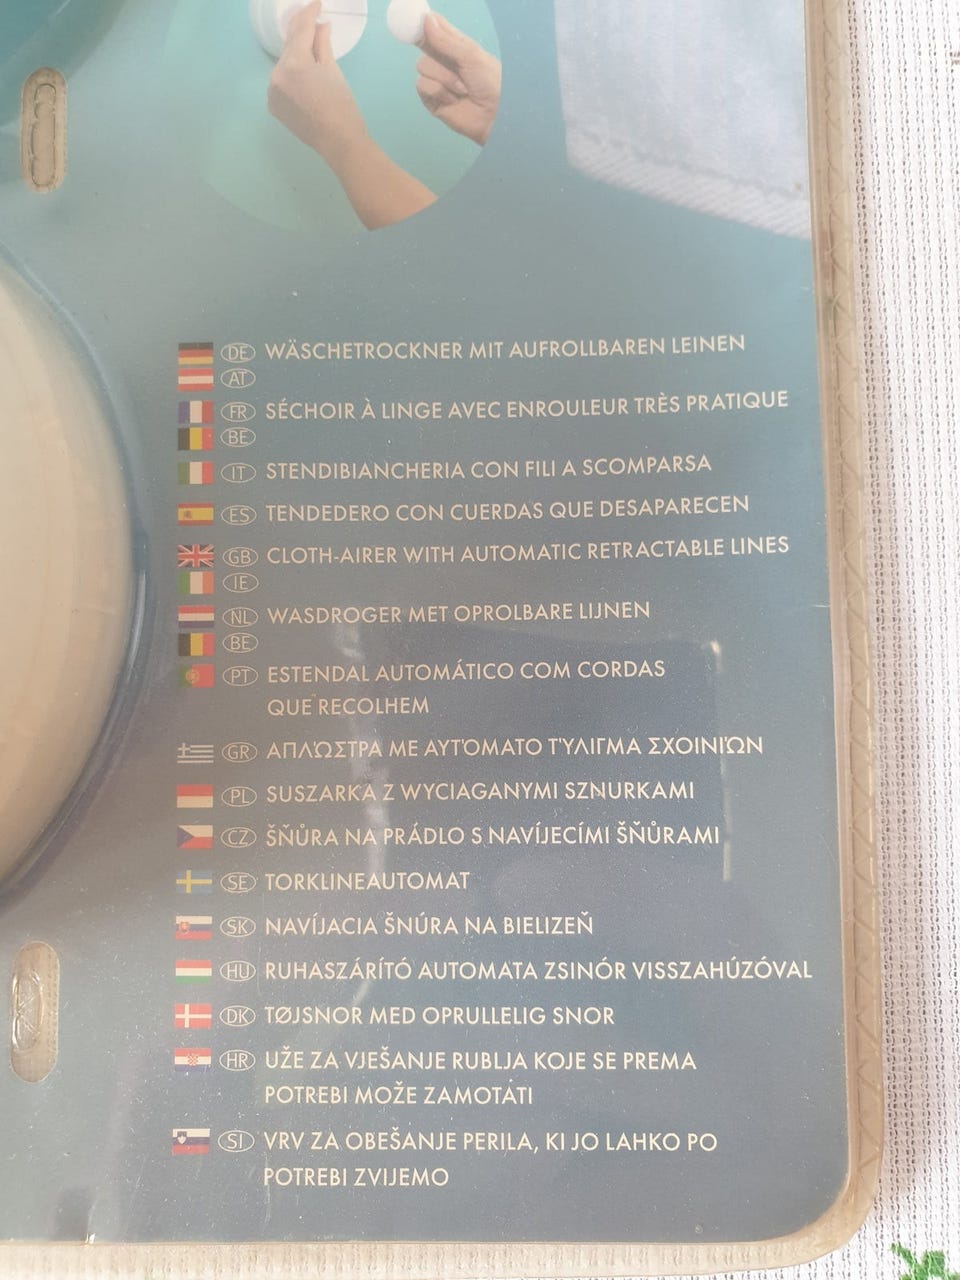 DE WÄSCHETROCKNER MIT AUFROLLBAREN LEINEN
AT
FR SÉCHOIR À LINGE AVEC ENROULEUR TRÈS PRATIQUE
BE
IT STENDIBIANCHERIA CON FILI A SCOMPARSA
ES TENDEDERO CON CUERDAS QUE DESAPARECEN
GB CLOTH-AIRER WITH AUTOMATIC RETRACTABLE LINES
IE
NL WASDROGER MET OPROLBARE LIJNEN
BE
PT ESTENDAL AUTOMÁTICO COM CORDAS
QUE RECOLHEM
GR ΑΠΛΩΣΤΡΑ ΜΕ ΑΥΤΌΜΑΤΟ ΤΎΛΙΓΜΑ ΣΧΟΙΝΙΏΝ
PL SUSZARKA Z WYCIAGANYMI SZNURKAMI
CZ ŠŇŮRA NA PRÁDLO S NAVÍJECÍMI ŠŇŮRAMI
SE TORKLINEAUTOMAT
SK NAVÍJACIA ŠNÚRA NA BIELIZEŇ
HU RUHASZÁRÍTÓ AUTOMATA ZSINÓR VISSZAHÚZÓVAL
DK TØJSNOR MED OPRULLELIG SNOR
HR UŽE ZA VJEŠANJE RUBLJA KOJE SE PREMA
POTREBI MOŽE ZAMOTATI
SI VRV ZA OBEŠANJE PERILA, KI JO LAHKO PO
POTREBI ZVIJEMO